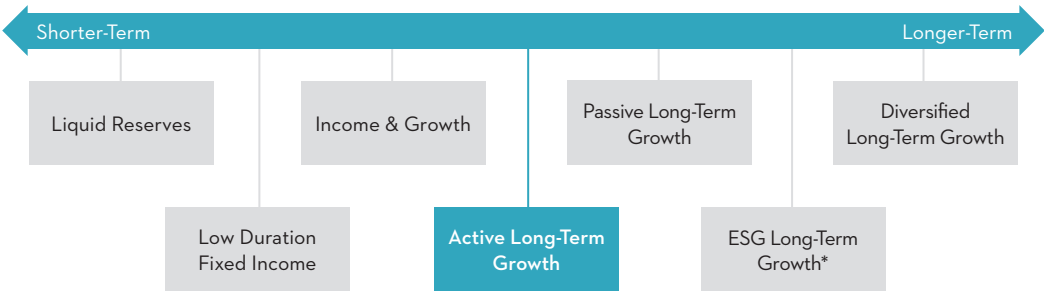 Shorter-Term
Longer-Term
Liquid Reserves
Income & Growth
Passive Long-Term
Growth
Diversified
Long-Term Growth
Low Duration
Fixed Income
Active Long-Term
Growth
ESG Long-Term
Growth*